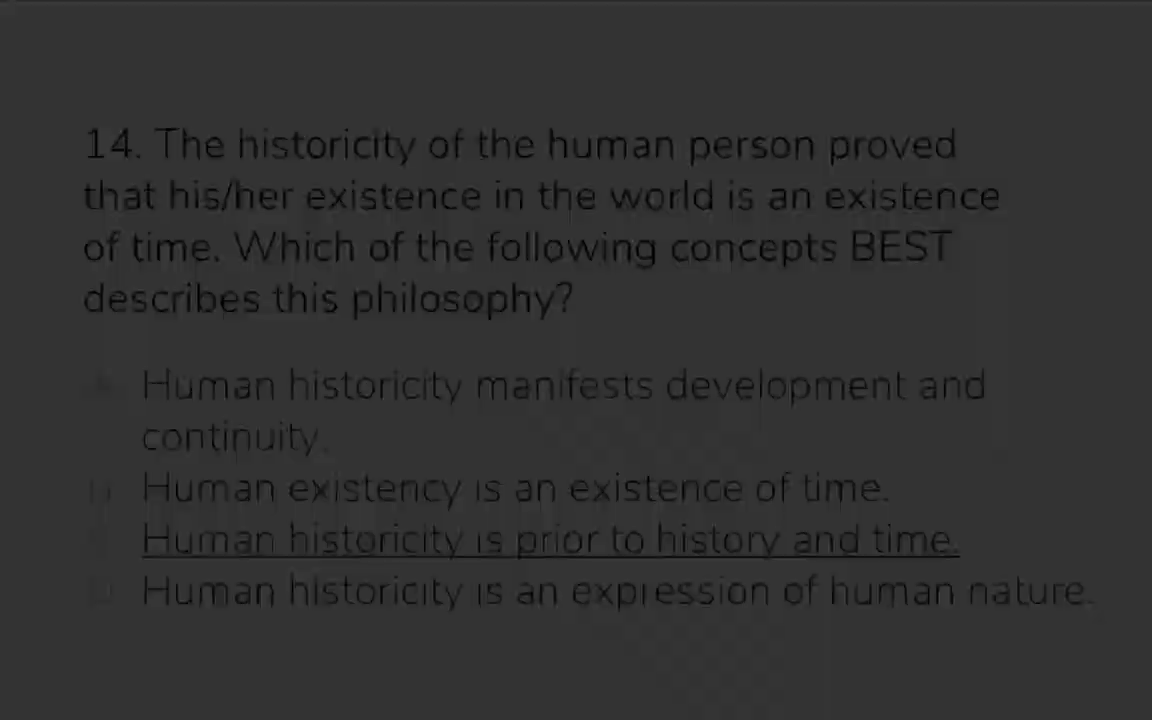 14. The historicity of the human person proved
that his/her existence in the world is an existence
of time. Which of the following concepts BEST
describes this philosophy?
Human historicity manifests development and
continuity.
Human existency is an existence of time.
Human historicity is prior to history and time.
Human historicity is an expression of human nature.